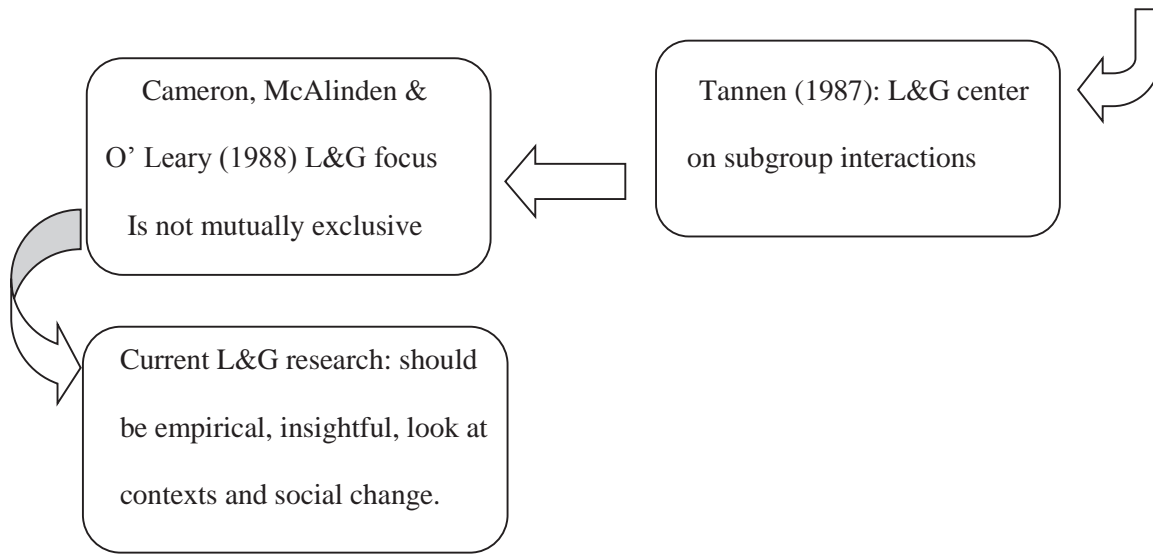 Tannen (1987): L&G center
on subgroup interactions
Cameron, McAlinden &
O’ Leary (1988) L&G focus
Is not mutually exclusive
Current L&G research: should
be empirical, insightful, look at
contexts and social change.